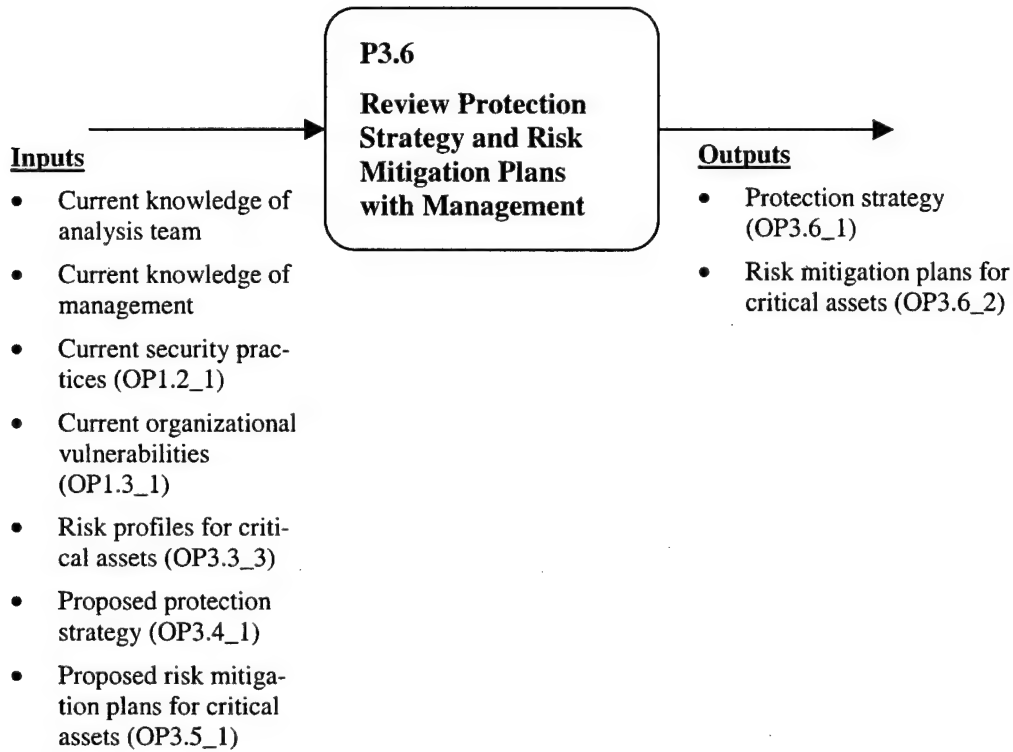 P3.6
Review Protection
Strategy and Risk
Mitigation Plans
with Management
Inputs
• Current knowledge of
analysis team
• Current knowledge of
management
• Current security prac-
tices (OP1.2_1)
• Current organizational
vulnerabilities
(OP1.3_1)
• Risk profiles for criti-
cal assets (OP3.3_3)
• Proposed protection
strategy (OP3.4_1)
• Proposed risk mitiga-
tion plans for critical
assets (OP3.5_1)
Outputs
• Protection strategy
(OP3.6_1)
• Risk mitigation plans for
critical assets (OP3.6_2)